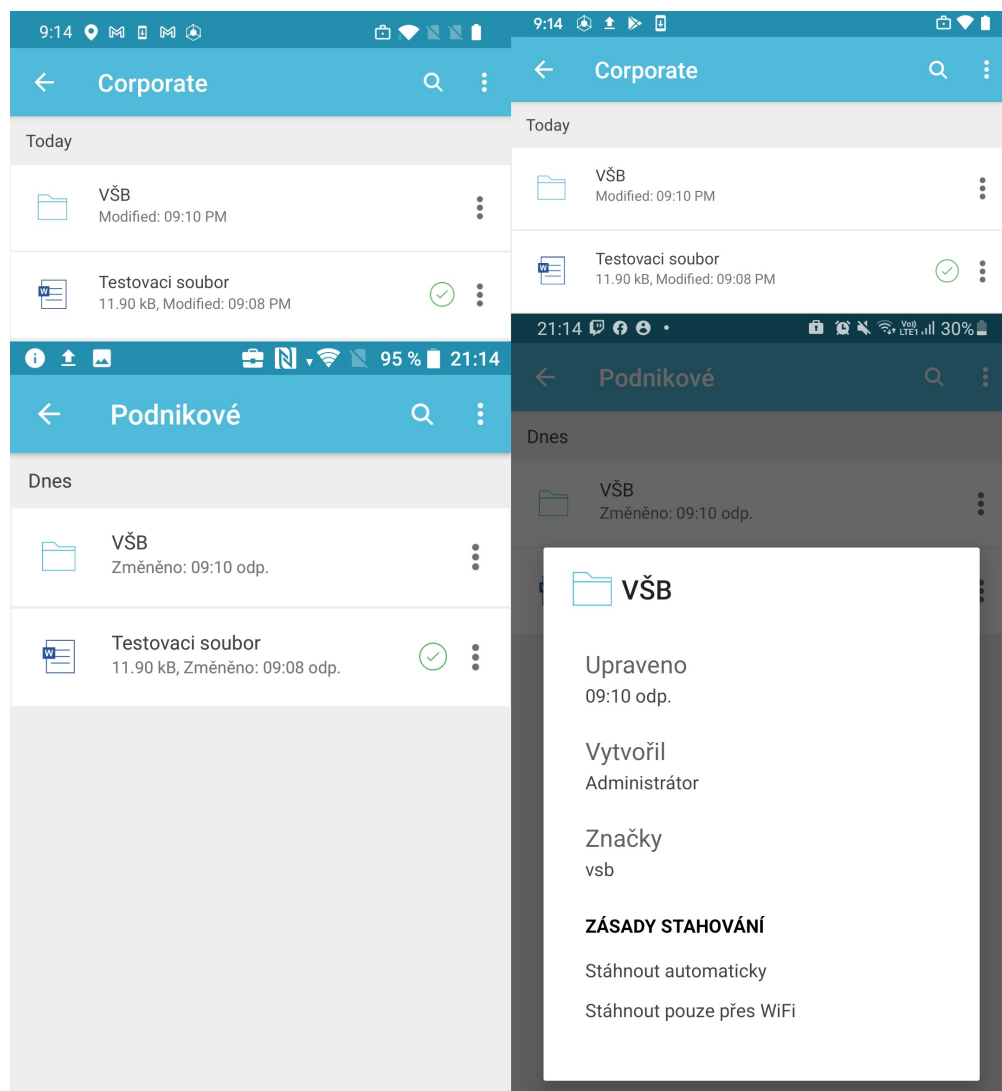 9:14
Corporate
Today
VŠB
Modified: 09:10 PM
Testovaci soubor
11.90 kB, Modified: 09:08 PM
9:14
Corporate
Today
VŠB
Modified: 09:10 PM
Testovaci soubor
11.90 kB, Modified: 09:08 PM
95 % 21:14
Podnikové
Dnes
VŠB
Změněno: 09:10 odp.
Testovaci soubor
11.90 kB, Změněno: 09:08 odp.
21:14 Vo) LTE1 30%
Podnikové
Dnes
VŠB
Změněno: 09:10 odp.
VŠB
Upraveno
09:10 odp.
Vytvořil
Administrátor
Značky
vsb
ZÁSADY STAHOVÁNÍ
Stáhnout automaticky
Stáhnout pouze přes WiFi